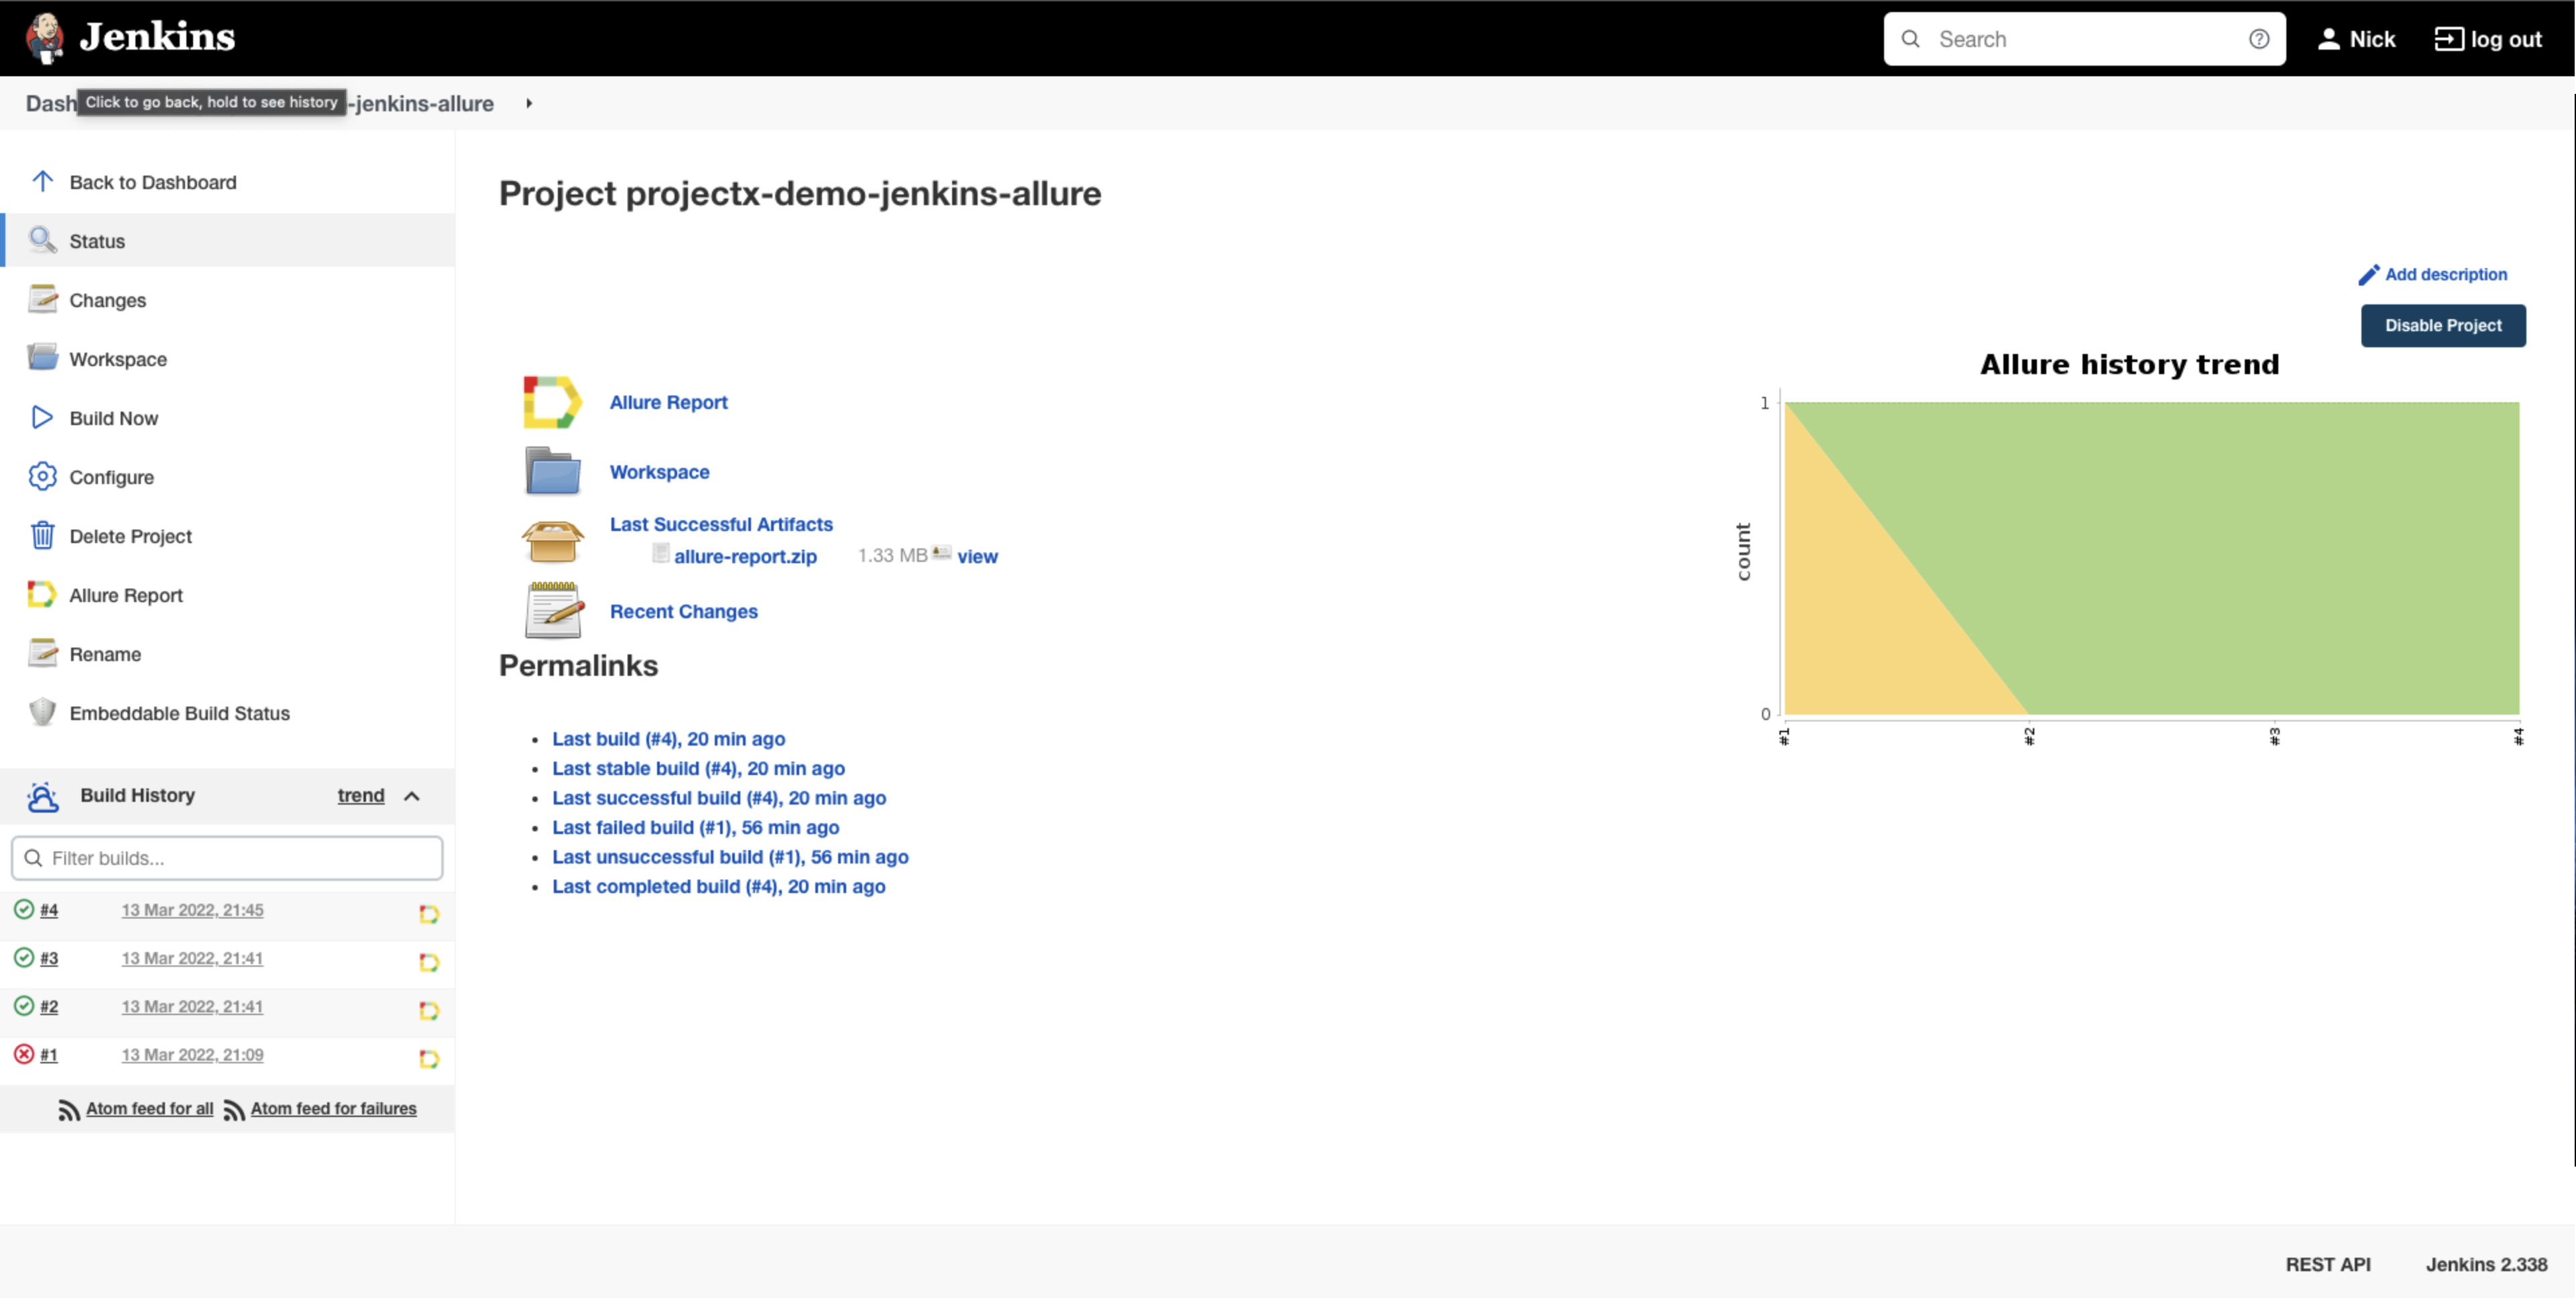 Jenkins
Search
Nick
log out
Dash
Click to go back, hold to see history
-jenkins-allure
Back to Dashboard
Status
Changes
Workspace
Build Now
Configure
Delete Project
Allure Report
Rename
Embeddable Build Status
Build History trend
Filter builds...
#4 13 Mar 2022, 21:45
#3 13 Mar 2022, 21:41
#2 13 Mar 2022, 21:41
#1 13 Mar 2022, 21:09
Atom feed for all Atom feed for failures
Project projectx-demo-jenkins-allure
Add description
Disable Project
Allure Report
Workspace
Last Successful Artifacts
allure-report.zip 1.33 MB view
Recent Changes
Permalinks
Last build (#4), 20 min ago
Last stable build (#4), 20 min ago
Last successful build (#4), 20 min ago
Last failed build (#1), 56 min ago
Last unsuccessful build (#1), 56 min ago
Last completed build (#4), 20 min ago
Allure history trend
1
count
0
#1 #2 #3 #4
REST API Jenkins 2.338